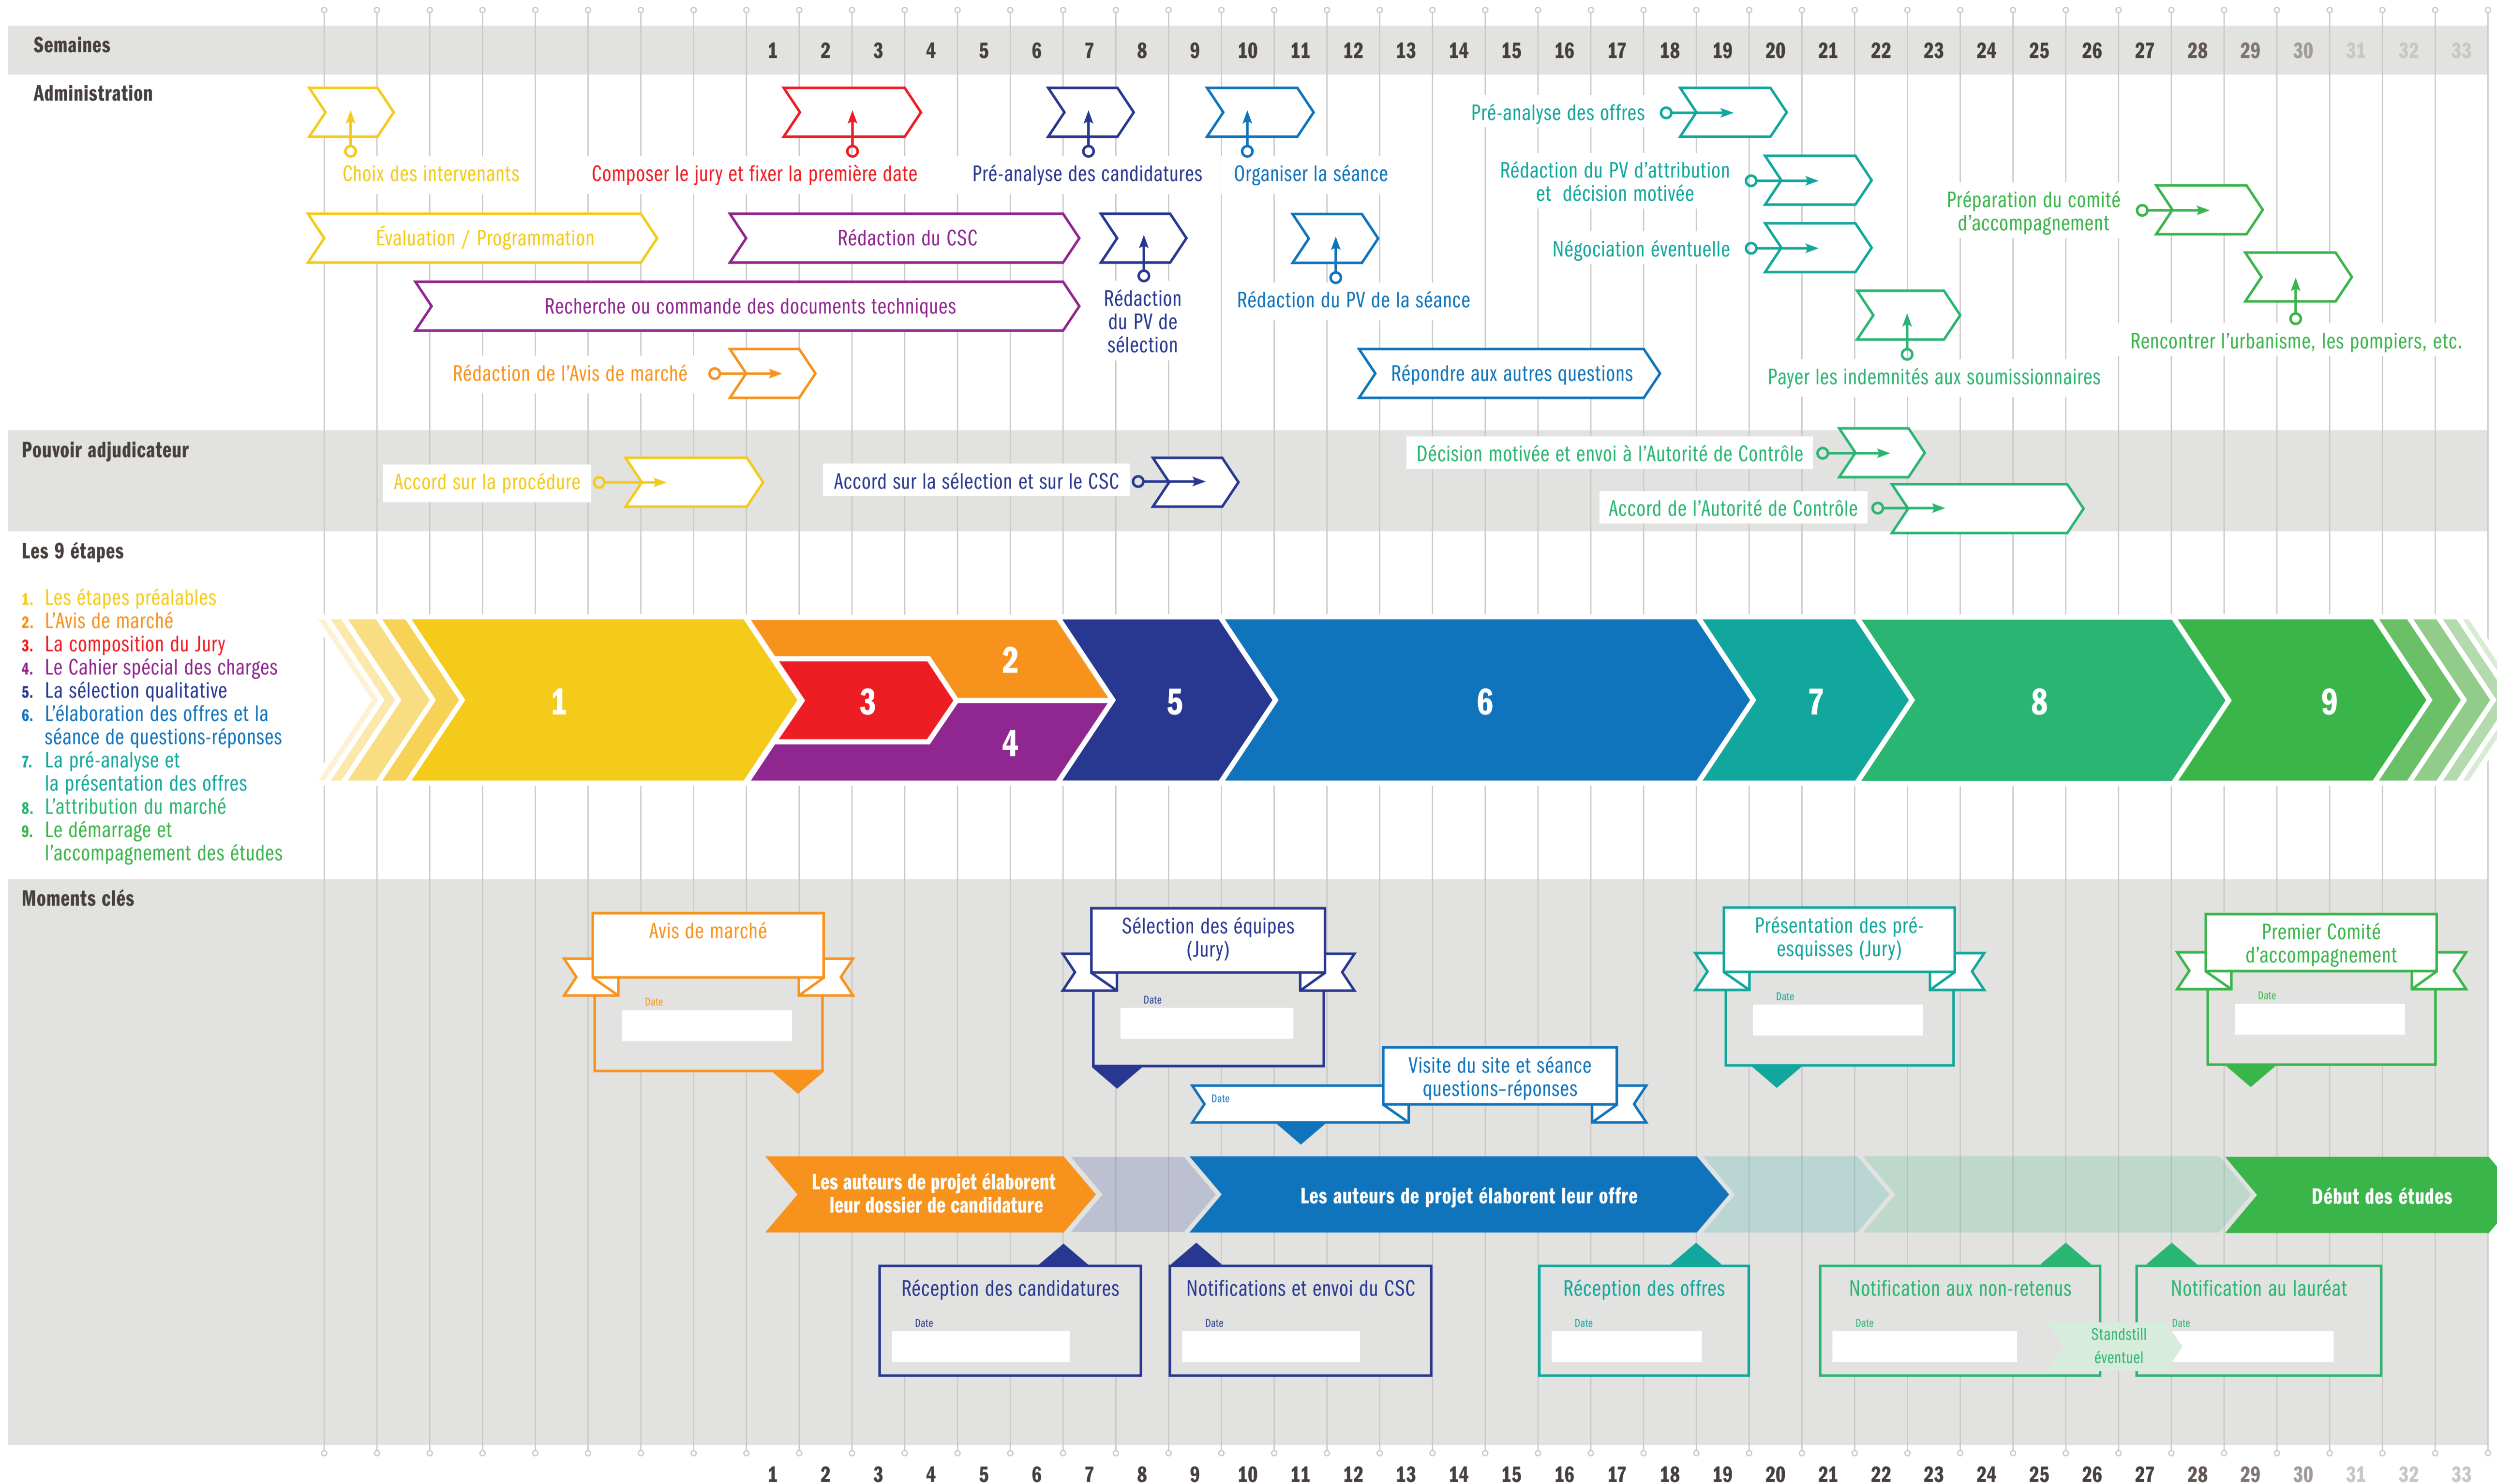 Semaines
1 2 3 4 5 6 7 8 9 10 11 12 13 14 15 16 17 18 19 20 21 22 23 24 25 26 27 28 29 30 31 32 33
Administration
Choix des intervenants
Composer le jury et fixer la première date
Pré-analyse des candidatures
Organiser la séance
Pré-analyse des offres
Rédaction du PV d’attribution
et décision motivée
Négociation éventuelle
Préparation du comité
d’accompagnement
Évaluation / Programmation
Rédaction du CSC
Recherche ou commande des documents techniques
Rédaction
du PV de
sélection
Rédaction du PV de la séance
Rencontrer l’urbanisme, les pompiers, etc.
Rédaction de l’Avis de marché
Répondre aux autres questions
Payer les indemnités aux soumissionnaires
Pouvoir adjudicateur
Accord sur la procédure
Accord sur la sélection et sur le CSC
Décision motivée et envoi à l’Autorité de Contrôle
Accord de l’Autorité de Contrôle
Les 9 étapes
1. Les étapes préalables
2. L’Avis de marché
3. La composition du Jury
4. Le Cahier spécial des charges
5. La sélection qualitative
6. L’élaboration des offres et la
séance de questions-réponses
7. La pré-analyse et
la présentation des offres
8. L’attribution du marché
9. Le démarrage et
l’accompagnement des études
1
2
3
4
5
6
7
8
9
Moments clés
Avis de marché
Date
Sélection des équipes
(Jury)
Date
Présentation des pré-
esquisses (Jury)
Date
Premier Comité
d’accompagnement
Date
Visite du site et séance
questions-réponses
Date
Les auteurs de projet élaborent
leur dossier de candidature
Les auteurs de projet élaborent leur offre
Début des études
Réception des candidatures
Date
Notifications et envoi du CSC
Date
Réception des offres
Date
Notification aux non-retenus
Date
Standstill
éventuel
Notification au lauréat
Date
1 2 3 4 5 6 7 8 9 10 11 12 13 14 15 16 17 18 19 20 21 22 23 24 25 26 27 28 29 30 31 32 33